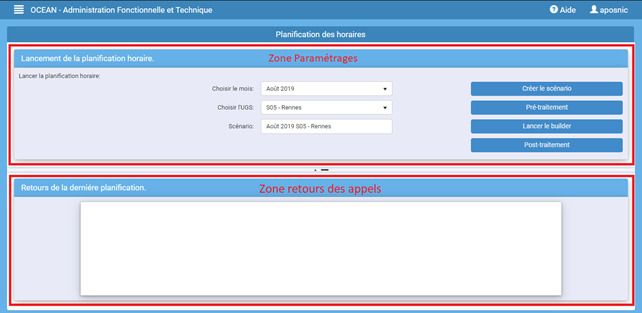 OCEAN - Administration Fonctionnelle et Technique
Aide
aposnic
Planification des horaires
Lancement de la planification horaire.
Zone Paramétrages
Lancer la planification horaire:
Choisir le mois:
Août 2019
Créer le scénario
Choisir l'UGS:
S05 - Rennes
Pré-traitement
Scénario:
Août 2019 S05 - Rennes
Lancer le builder
Post-traitement
Retours de la dernière planification.
Zone retours des appels